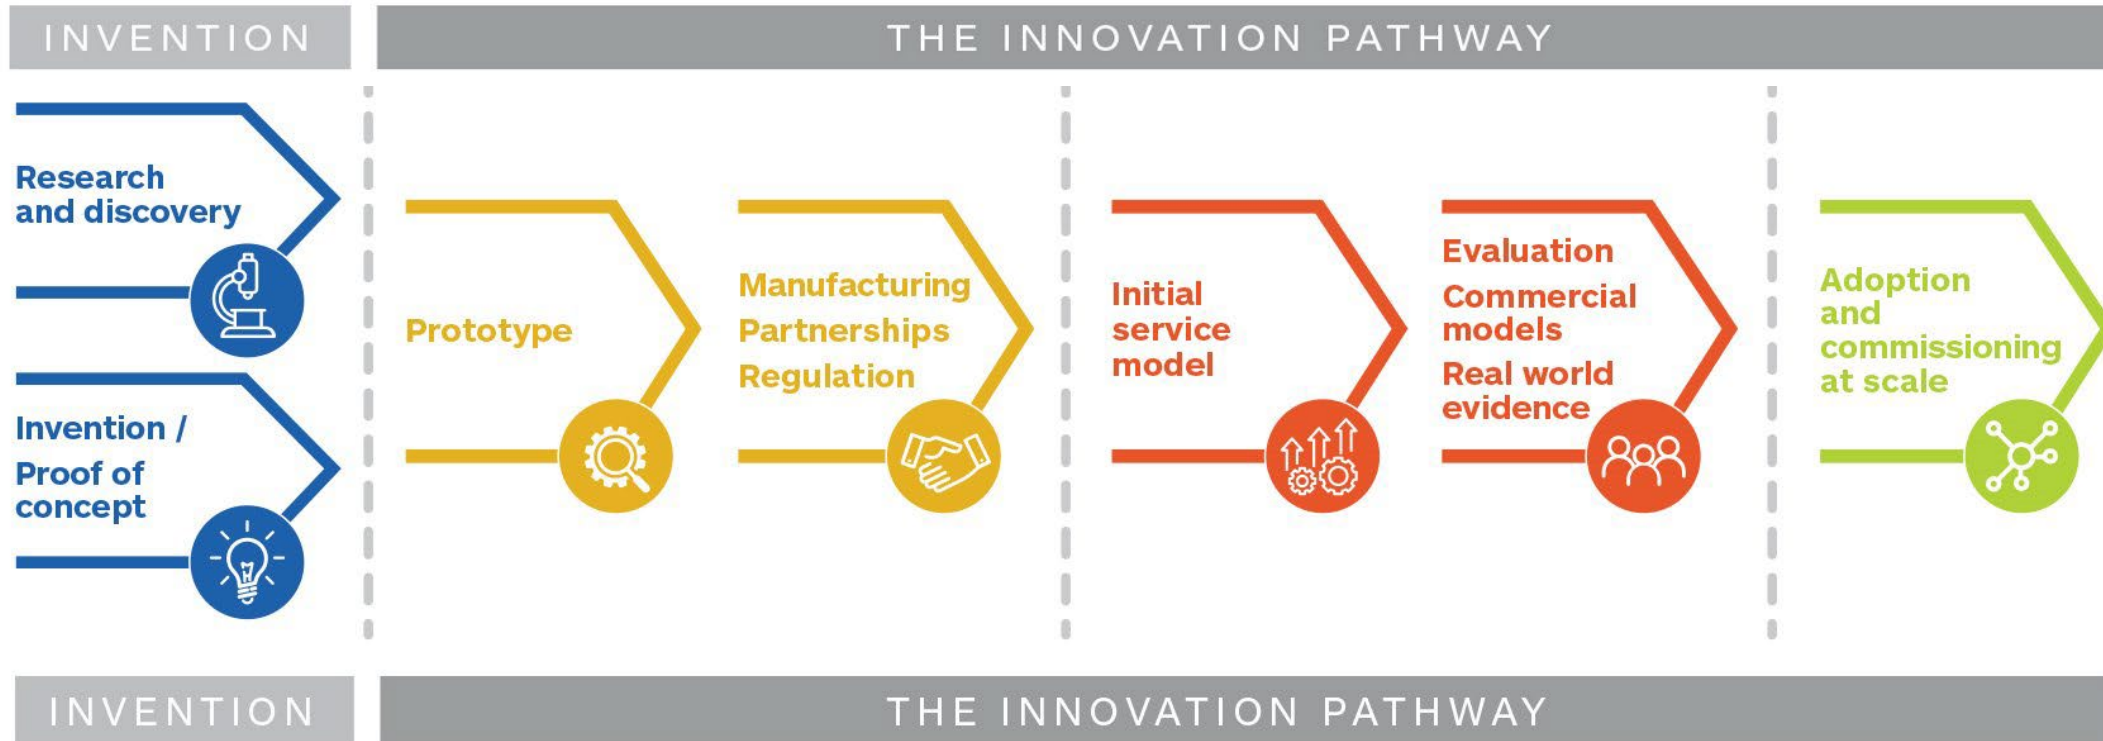 INVENTION
THE INNOVATION PATHWAY
Research
and discovery
Invention /
Proof of
concept
Prototype
Manufacturing
Partnerships
Regulation
Initial
service
model
Evaluation
Commercial
models
Real world
evidence
Adoption
and
commissioning
at scale
INVENTION
THE INNOVATION PATHWAY